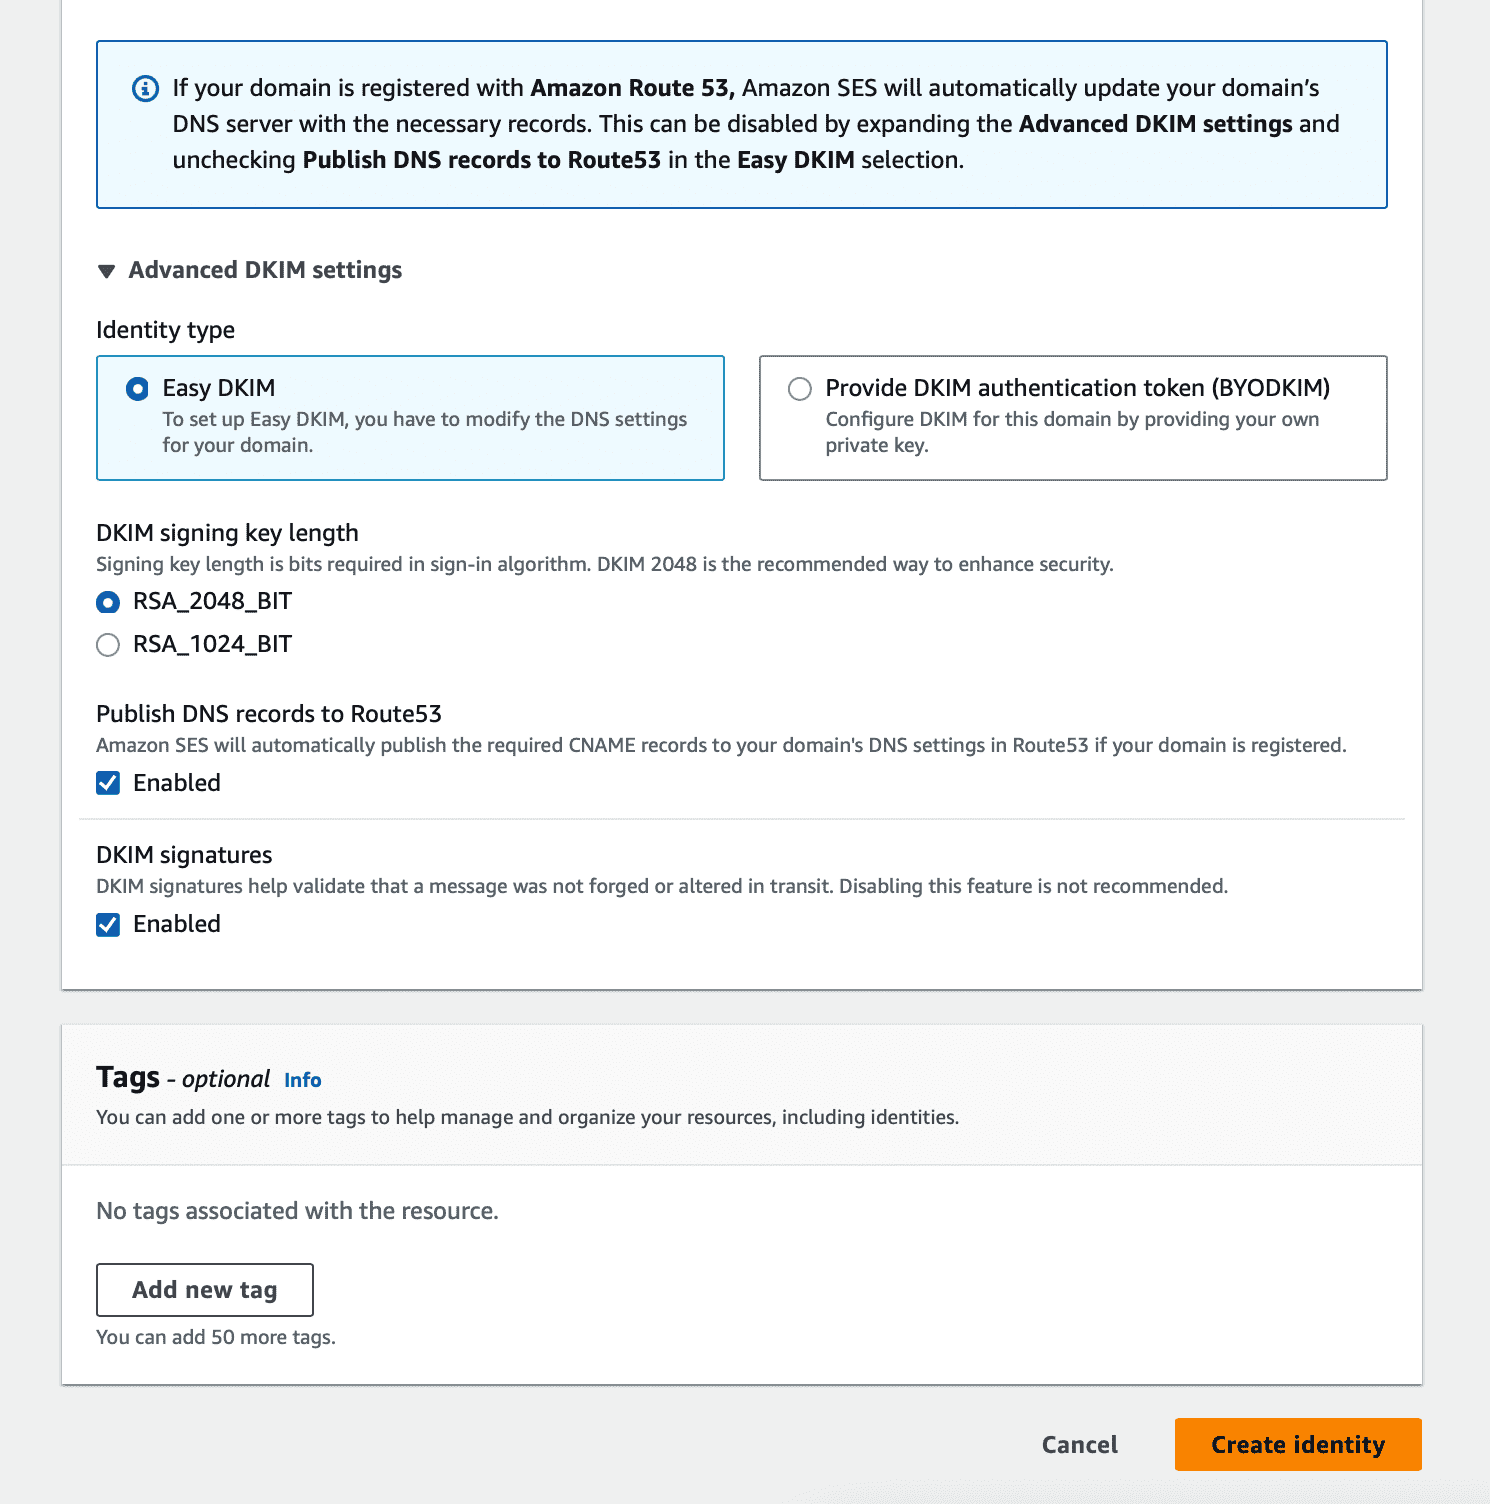 If your domain is registered with Amazon Route 53, Amazon SES will automatically update your domain’s
DNS server with the necessary records. This can be disabled by expanding the Advanced DKIM settings and
unchecking Publish DNS records to Route53 in the Easy DKIM selection.
Advanced DKIM settings
Identity type
Easy DKIM
To set up Easy DKIM, you have to modify the DNS settings
for your domain.
Provide DKIM authentication token (BYODKIM)
Configure DKIM for this domain by providing your own
private key.
DKIM signing key length
Signing key length is bits required in sign-in algorithm. DKIM 2048 is the recommended way to enhance security.
RSA_2048_BIT
RSA_1024_BIT
Publish DNS records to Route53
Amazon SES will automatically publish the required CNAME records to your domain's DNS settings in Route53 if your domain is registered.
Enabled
DKIM signatures
DKIM signatures help validate that a message was not forged or altered in transit. Disabling this feature is not recommended.
Enabled
Tags - optional Info
You can add one or more tags to help manage and organize your resources, including identities.
No tags associated with the resource.
Add new tag
You can add 50 more tags.
Cancel
Create identity